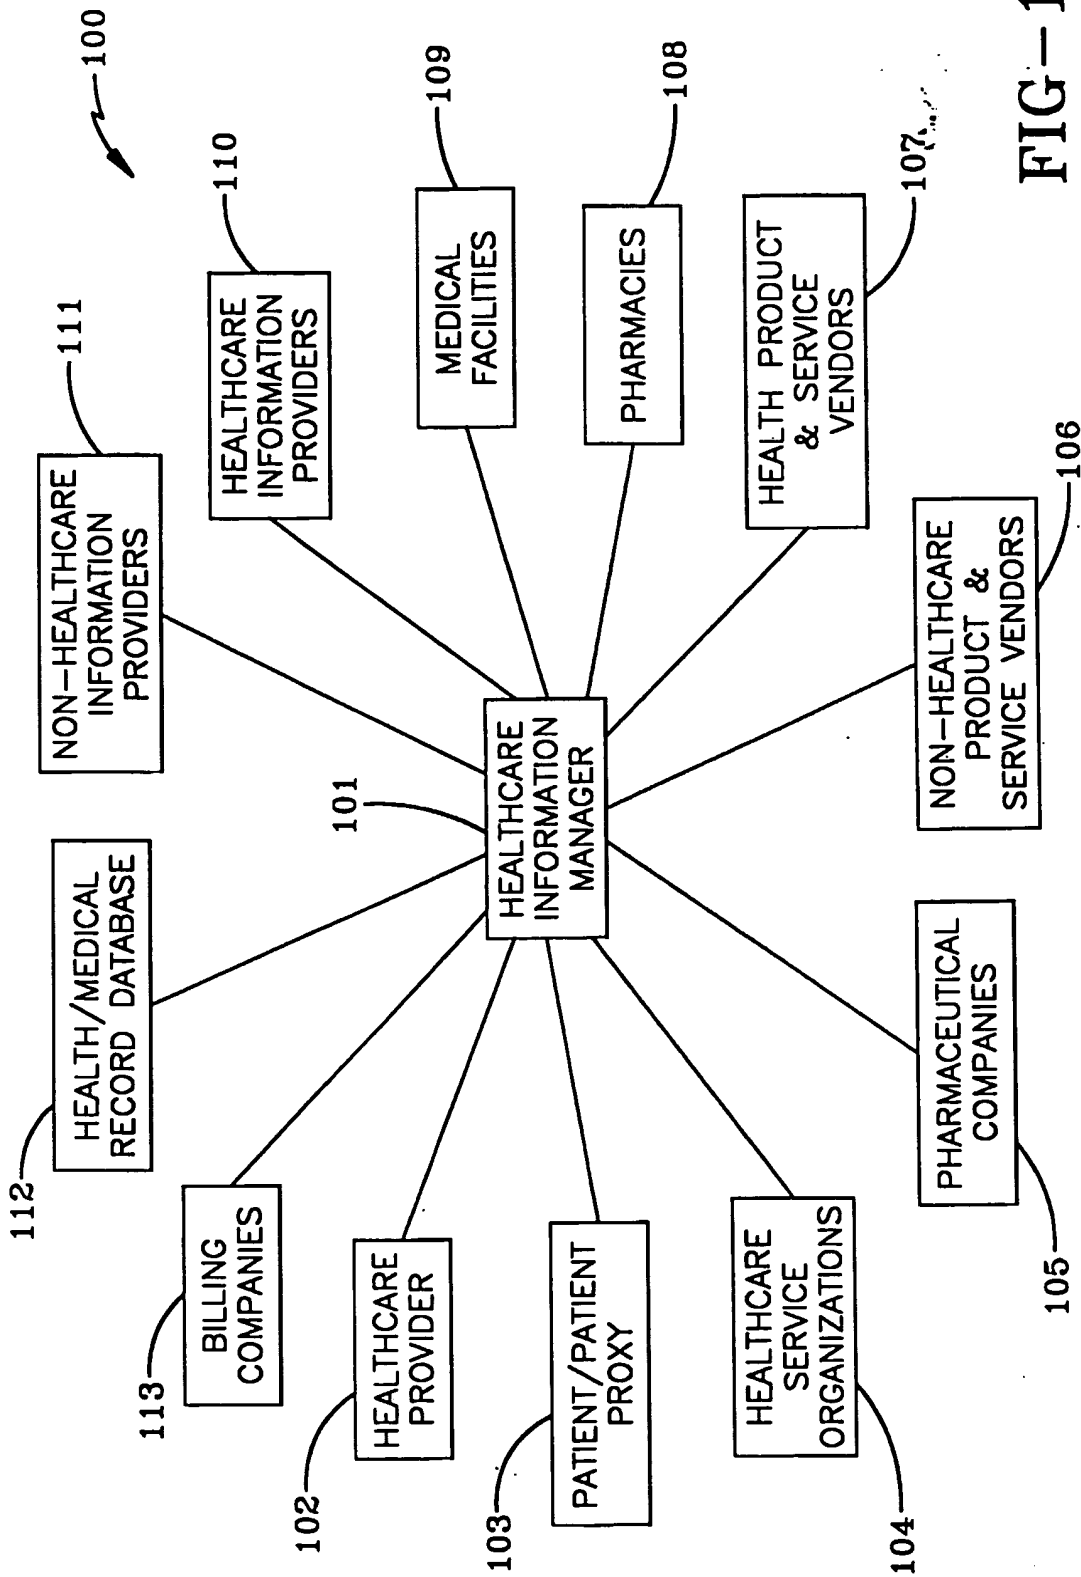 100
112
HEALTH/MEDICAL
RECORD DATABASE
111
NON-HEALTHCARE
INFORMATION
PROVIDERS
113
BILLING
COMPANIES
110
HEALTHCARE
INFORMATION
PROVIDERS
102
HEALTHCARE
PROVIDER
101
HEALTHCARE
INFORMATION
MANAGER
109
MEDICAL
FACILITIES
103
PATIENT/PATIENT
PROXY
108
PHARMACIES
104
HEALTHCARE
SERVICE
ORGANIZATIONS
107
HEALTH PRODUCT
& SERVICE
VENDORS
105
PHARMACEUTICAL
COMPANIES
106
NON-HEALTHCARE
PRODUCT &
SERVICE VENDORS
FIG-1